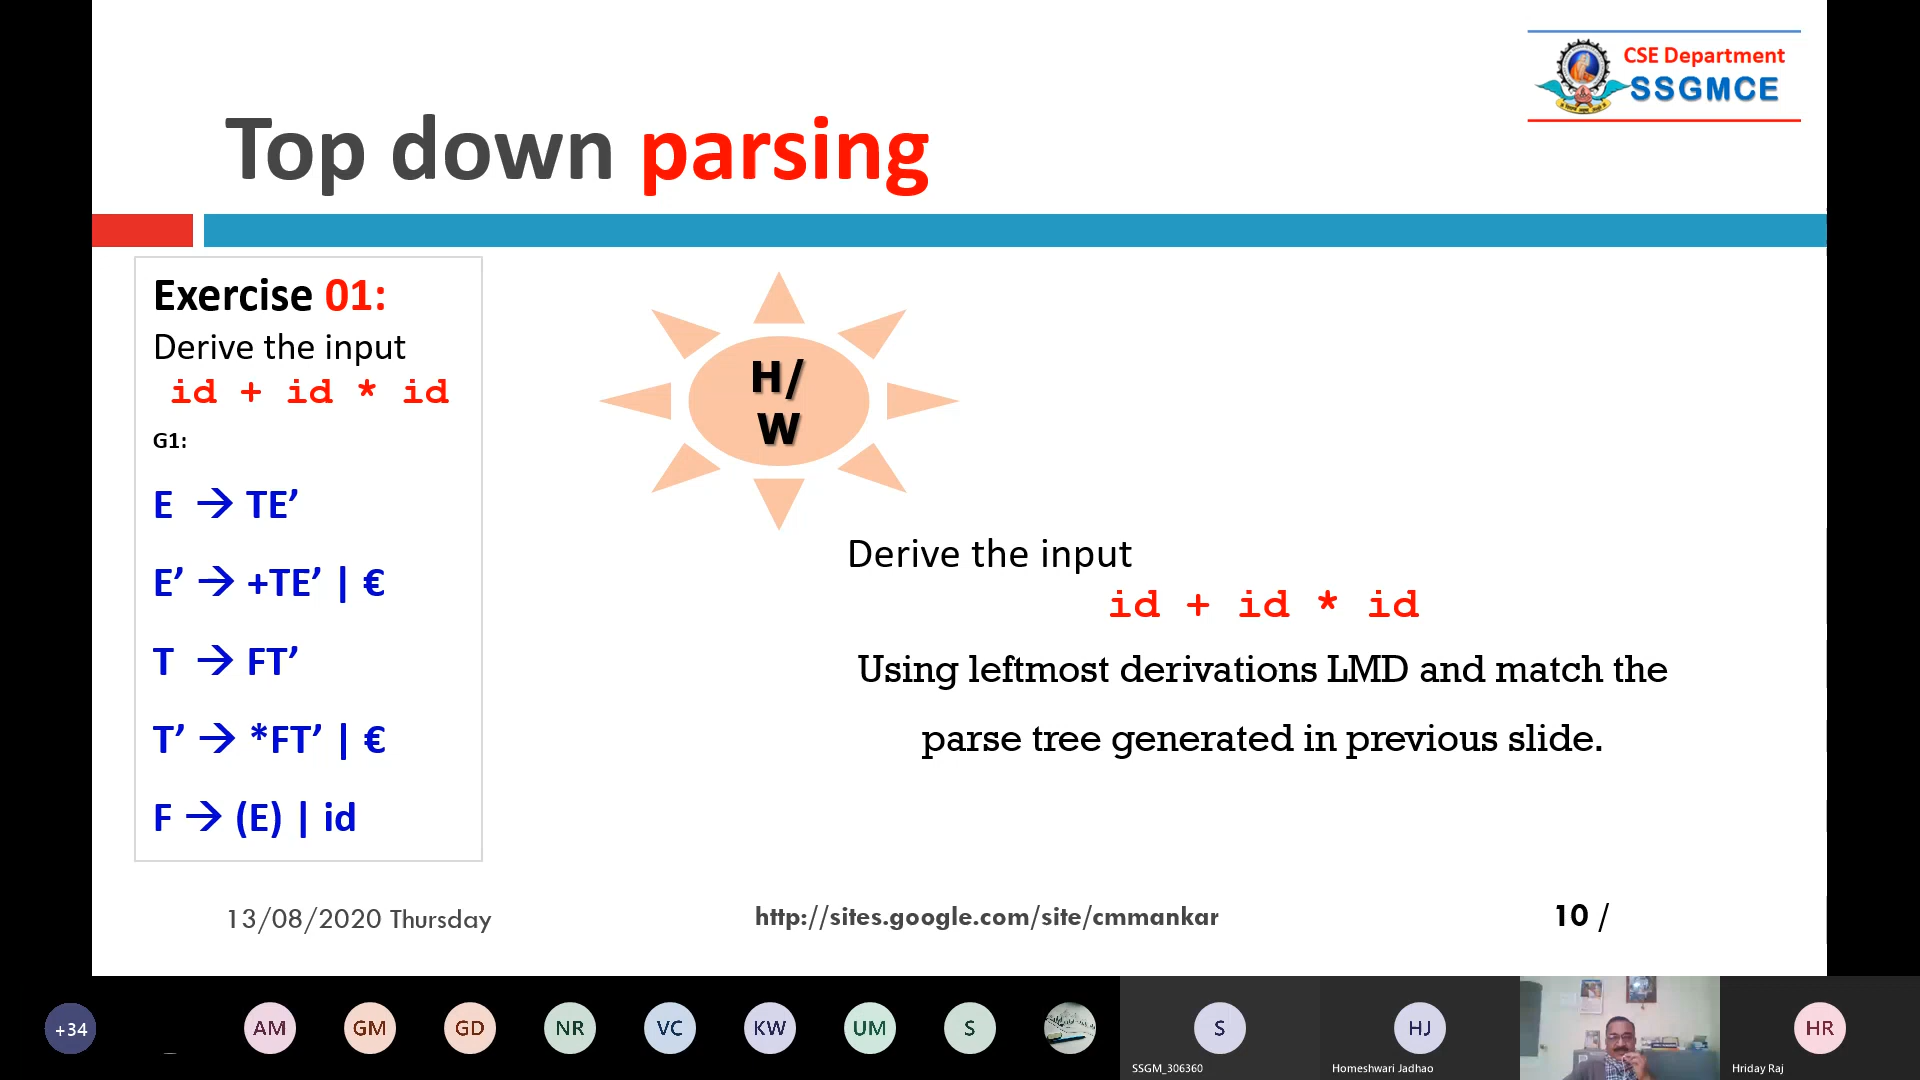 CSE Department
SSGMCE
Top down parsing
Exercise 01:
Derive the input
id + id * id
G1:
E → TE’
E’ → +TE’ | €
T → FT’
T’ → *FT’ | €
F → (E) | id
H/
W
Derive the input
id + id * id
Using leftmost derivations LMD and match the
parse tree generated in previous slide.
13/08/2020 Thursday
http://sites.google.com/site/cmmankar
10 /
+34
AM
GM
GD
NR
VC
KW
UM
S
S
SSGM_306360
HJ
Homeshwari Jadhao
HR
Hriday Raj